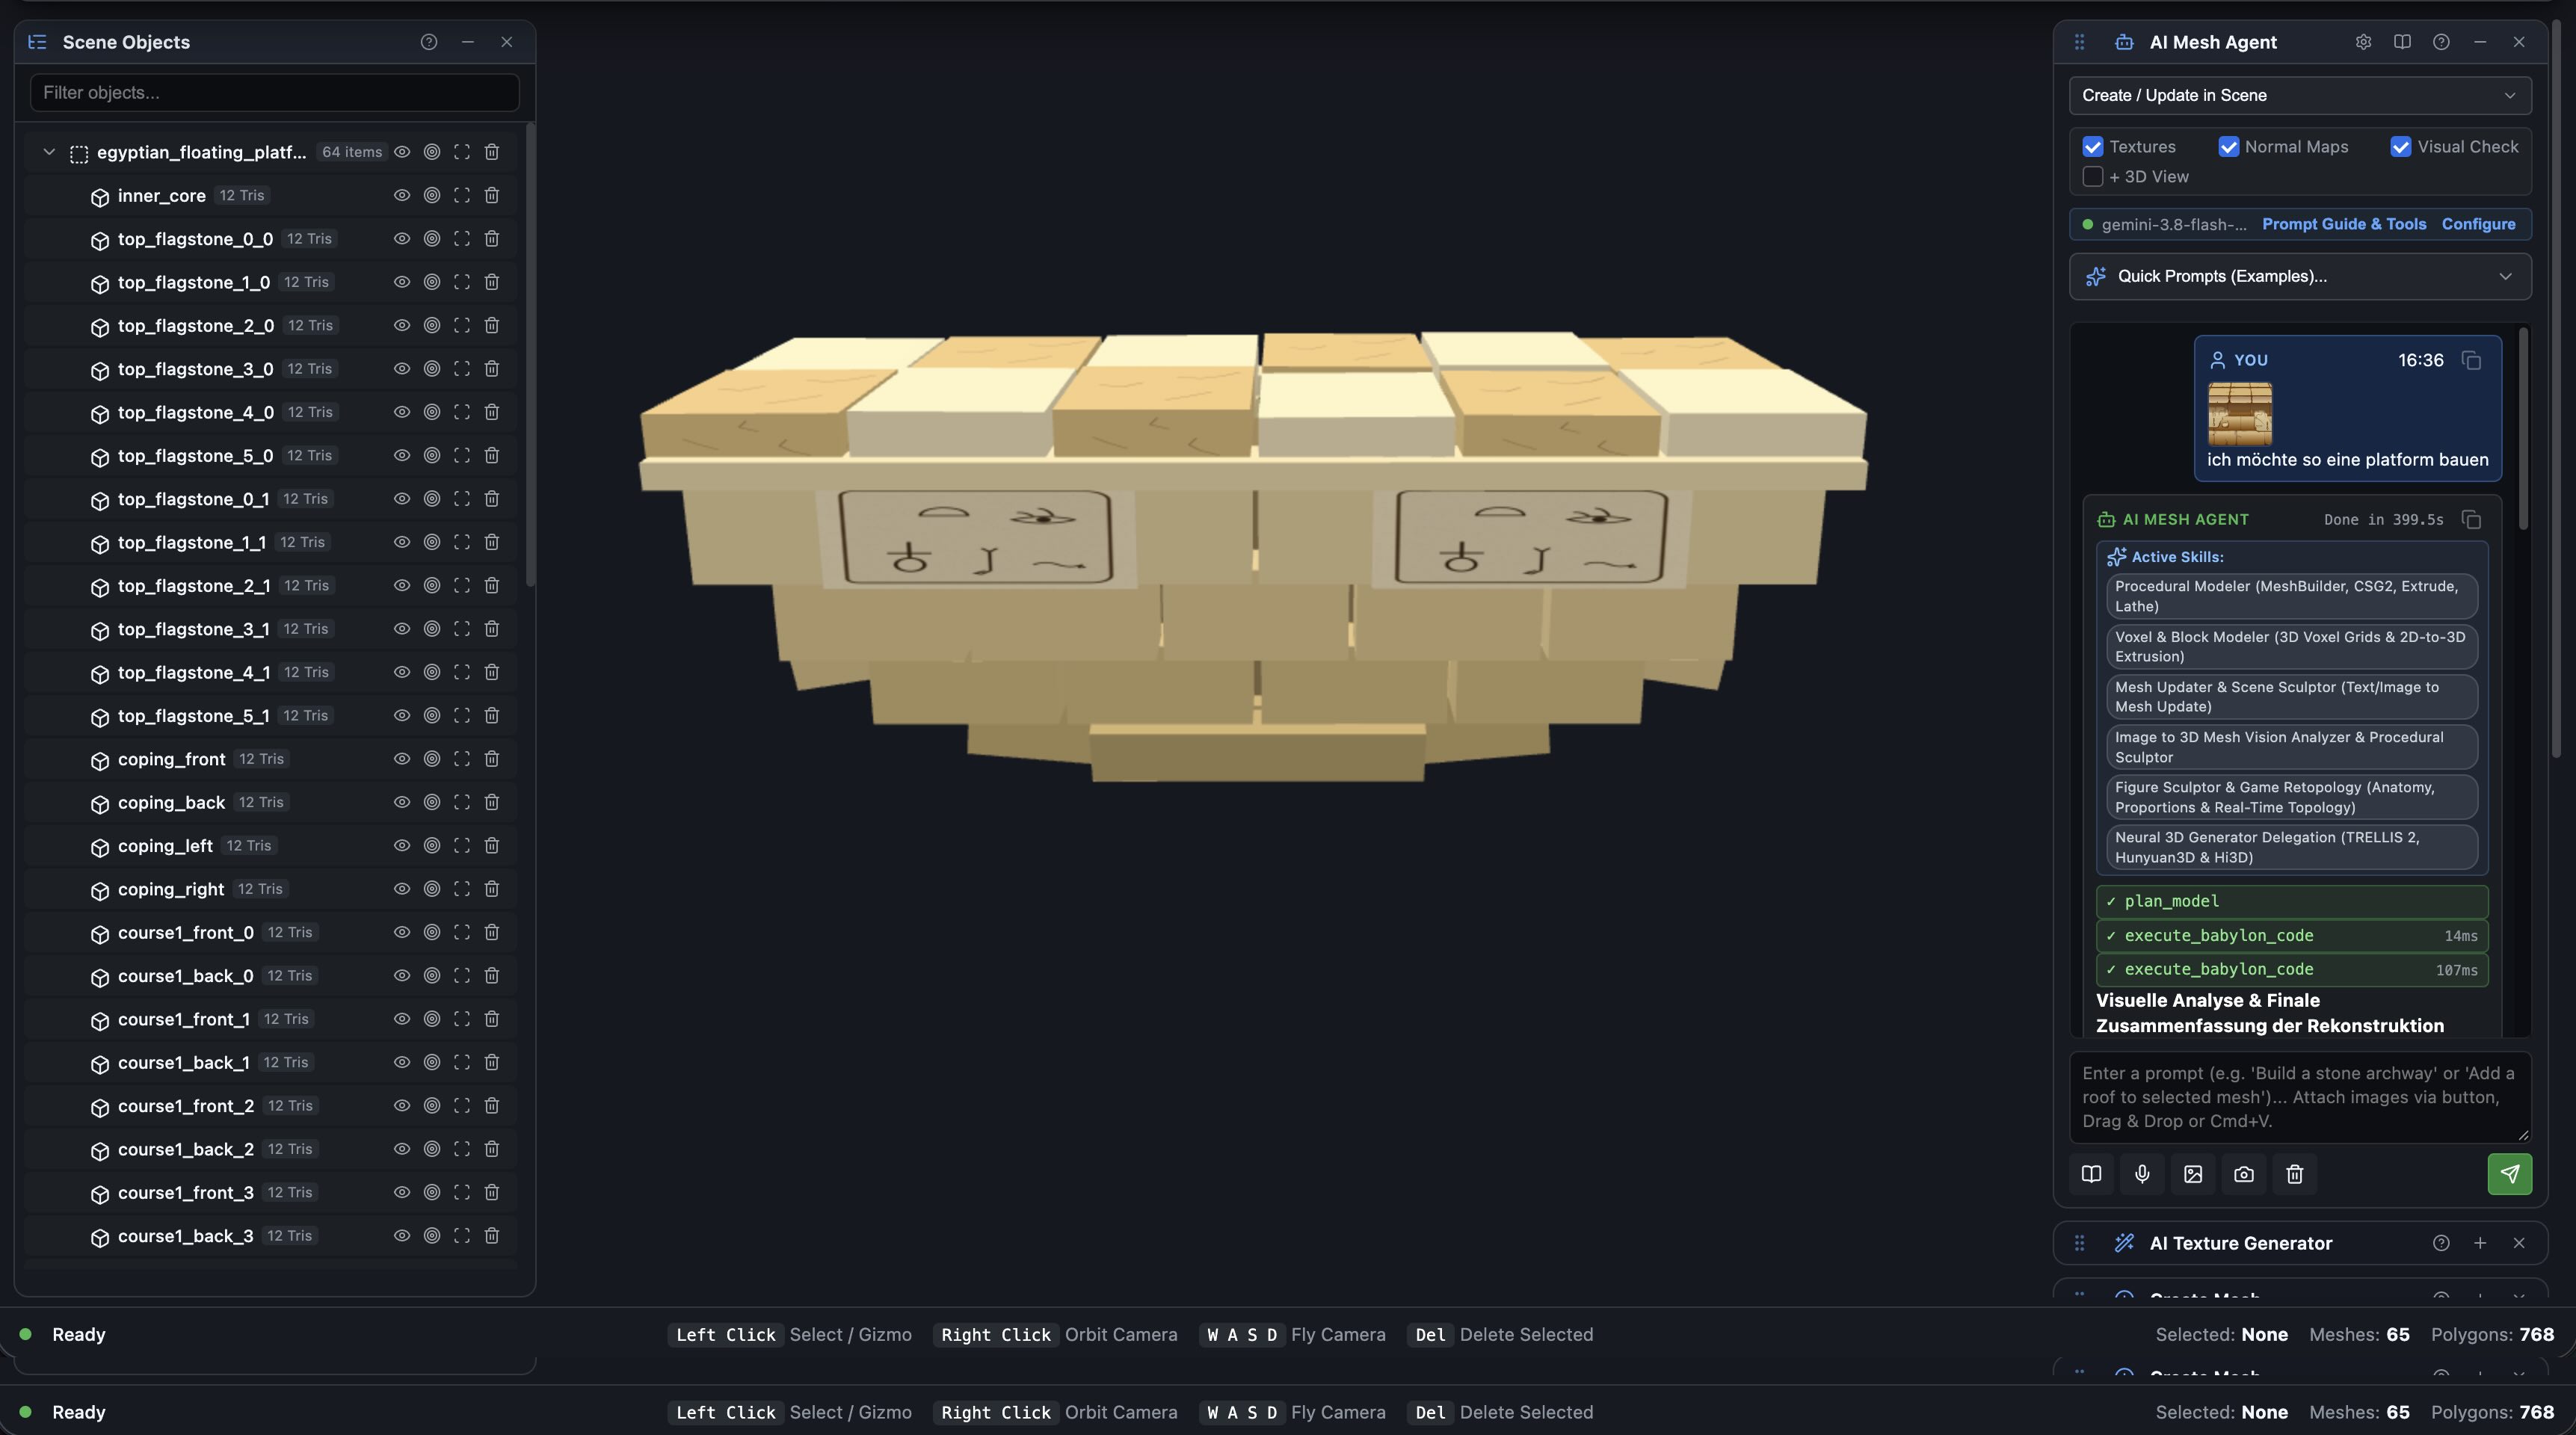 Scene Objects
Filter objects...
egyptian_floating_platf... 64 items
inner_core 12 Tris
top_flagstone_0_0 12 Tris
top_flagstone_1_0 12 Tris
top_flagstone_2_0 12 Tris
top_flagstone_3_0 12 Tris
top_flagstone_4_0 12 Tris
top_flagstone_5_0 12 Tris
top_flagstone_0_1 12 Tris
top_flagstone_1_1 12 Tris
top_flagstone_2_1 12 Tris
top_flagstone_3_1 12 Tris
top_flagstone_4_1 12 Tris
top_flagstone_5_1 12 Tris
coping_front 12 Tris
coping_back 12 Tris
coping_left 12 Tris
coping_right 12 Tris
course1_front_0 12 Tris
course1_back_0 12 Tris
course1_front_1 12 Tris
course1_back_1 12 Tris
course1_front_2 12 Tris
course1_back_2 12 Tris
course1_front_3 12 Tris
course1_back_3 12 Tris
AI Mesh Agent
Create / Update in Scene
Textures Normal Maps Visual Check
+ 3D View
gemini-3.8-flash-... Prompt Guide & Tools Configure
Quick Prompts (Examples)...
YOU 16:36
ich möchte so eine platform bauen
AI MESH AGENT Done in 399.5s
Active Skills:
Procedural Modeler (MeshBuilder, CSG2, Extrude,
Lathe)
Voxel & Block Modeler (3D Voxel Grids & 2D-to-3D
Extrusion)
Mesh Updater & Scene Sculptor (Text/Image to
Mesh Update)
Image to 3D Mesh Vision Analyzer & Procedural
Sculptor
Figure Sculptor & Game Retopology (Anatomy,
Proportions & Real-Time Topology)
Neural 3D Generator Delegation (TRELLIS 2,
Hunyuan3D & Hi3D)
✓ plan_model
✓ execute_babylon_code 14ms
✓ execute_babylon_code 107ms
Visuelle Analyse & Finale
Zusammenfassung der Rekonstruktion
Enter a prompt (e.g. 'Build a stone archway' or 'Add a
roof to selected mesh')... Attach images via button,
Drag & Drop or Cmd+V.
AI Texture Generator
Ready Left Click Select / Gizmo Right Click Orbit Camera W A S D Fly Camera Del Delete Selected Selected: None Meshes: 65 Polygons: 768
Ready Left Click Select / Gizmo Right Click Orbit Camera W A S D Fly Camera Del Delete Selected Selected: None Meshes: 65 Polygons: 768